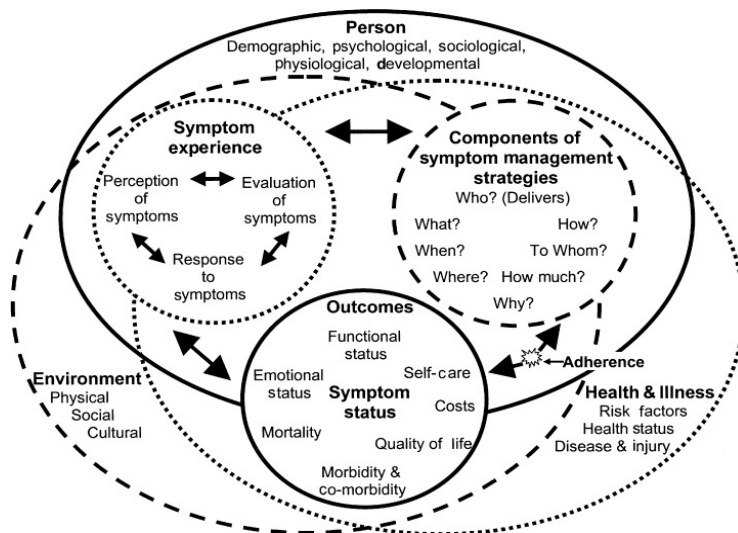 Person
Demographic, psychological, sociological,
physiological, developmental
Symptom
experience
Perception
of
symptoms
Evaluation
of
symptoms
Response
to
symptoms
Components of
symptom management
strategies
Who? (Delivers)
What?
How?
When?
To Whom?
Where?
How much?
Why?
Outcomes
Functional
status
Emotional
status
Self-care
Symptom
status
Costs
Mortality
Quality of life
Morbidity &
co-morbidity
Adherence
Environment
Physical
Social
Cultural
Health & Illness
Risk factors
Health status
Disease & injury